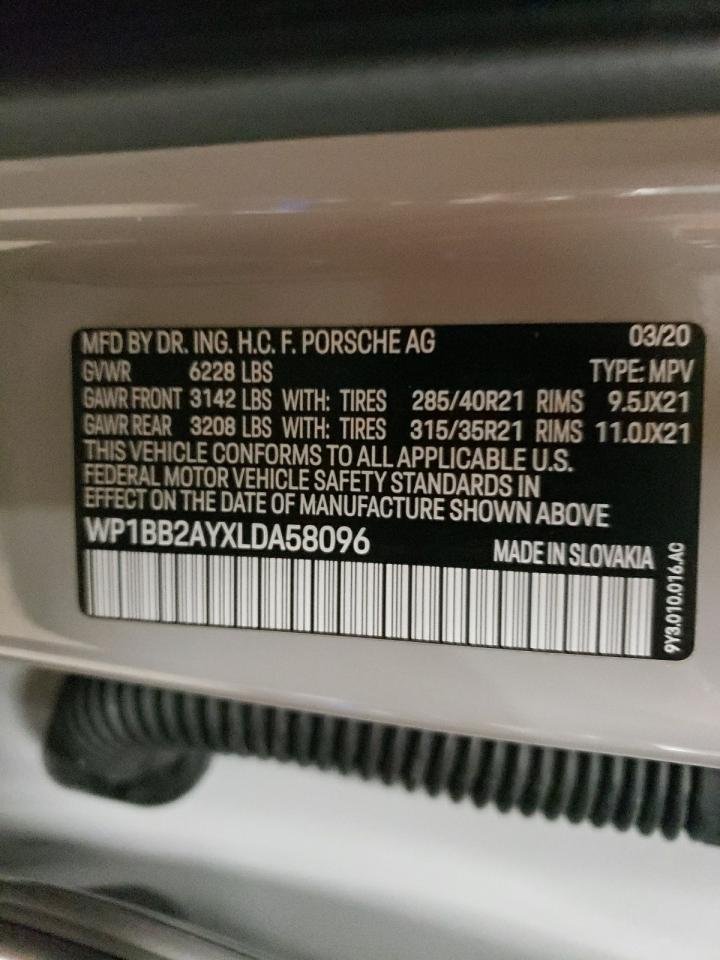 MFD BY DR. ING. H.C. F. PORSCHE AG 03/20
GVWR 6228 LBS TYPE: MPV
GAWR FRONT 3142 LBS WITH: TIRES 285/40R21 RIMS 9.5JX21
GAWR REAR 3208 LBS WITH: TIRES 315/35R21 RIMS 11.0JX21
THIS VEHICLE CONFORMS TO ALL APPLICABLE U.S.
FEDERAL MOTOR VEHICLE SAFETY STANDARDS IN
EFFECT ON THE DATE OF MANUFACTURE SHOWN ABOVE
WP1BB2AYXLDA58096 MADE IN SLOVAKIA
9Y3.010.016.AC